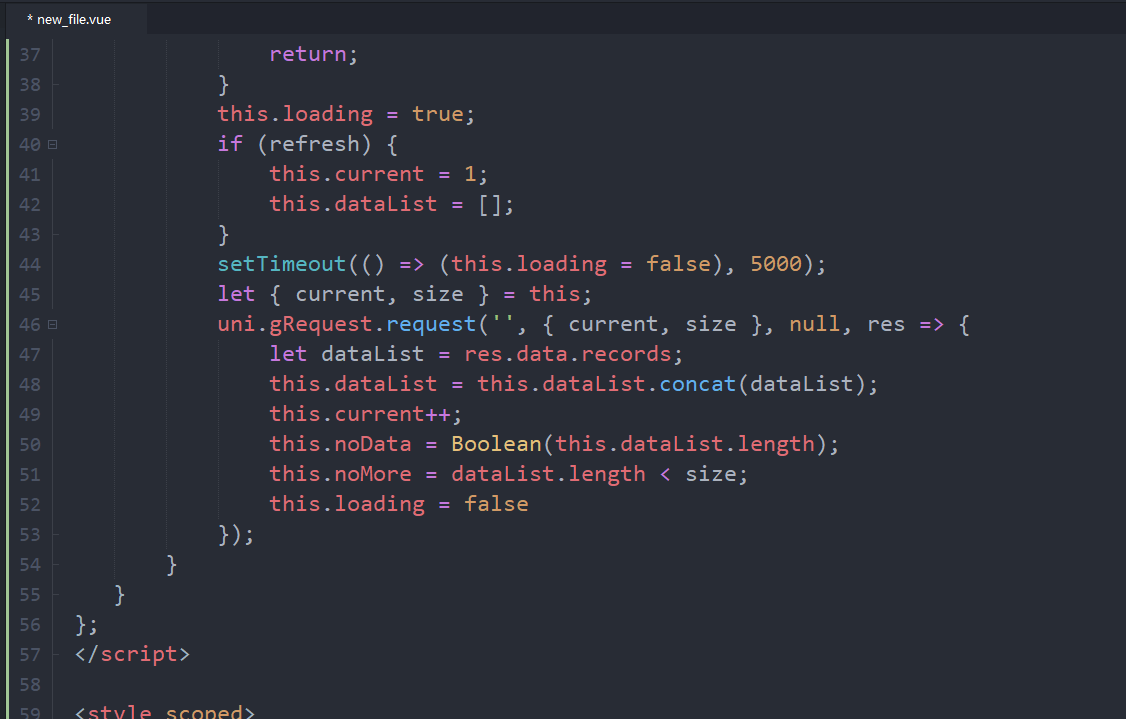 * new_file.vue
37 return;
38 }
39 this.loading = true;
40 if (refresh) {
41 this.current = 1;
42 this.dataList = [];
43 }
44 setTimeout(() => (this.loading = false), 5000);
45 let { current, size } = this;
46 uni.gRequest.request('', { current, size }, null, res => {
47 let dataList = res.data.records;
48 this.dataList = this.dataList.concat(dataList);
49 this.current++;
50 this.noData = Boolean(this.dataList.length);
51 this.noMore = dataList.length < size;
52 this.loading = false
53 });
54 }
55 }
56 };
57 </script>
58
59 <style scoped>